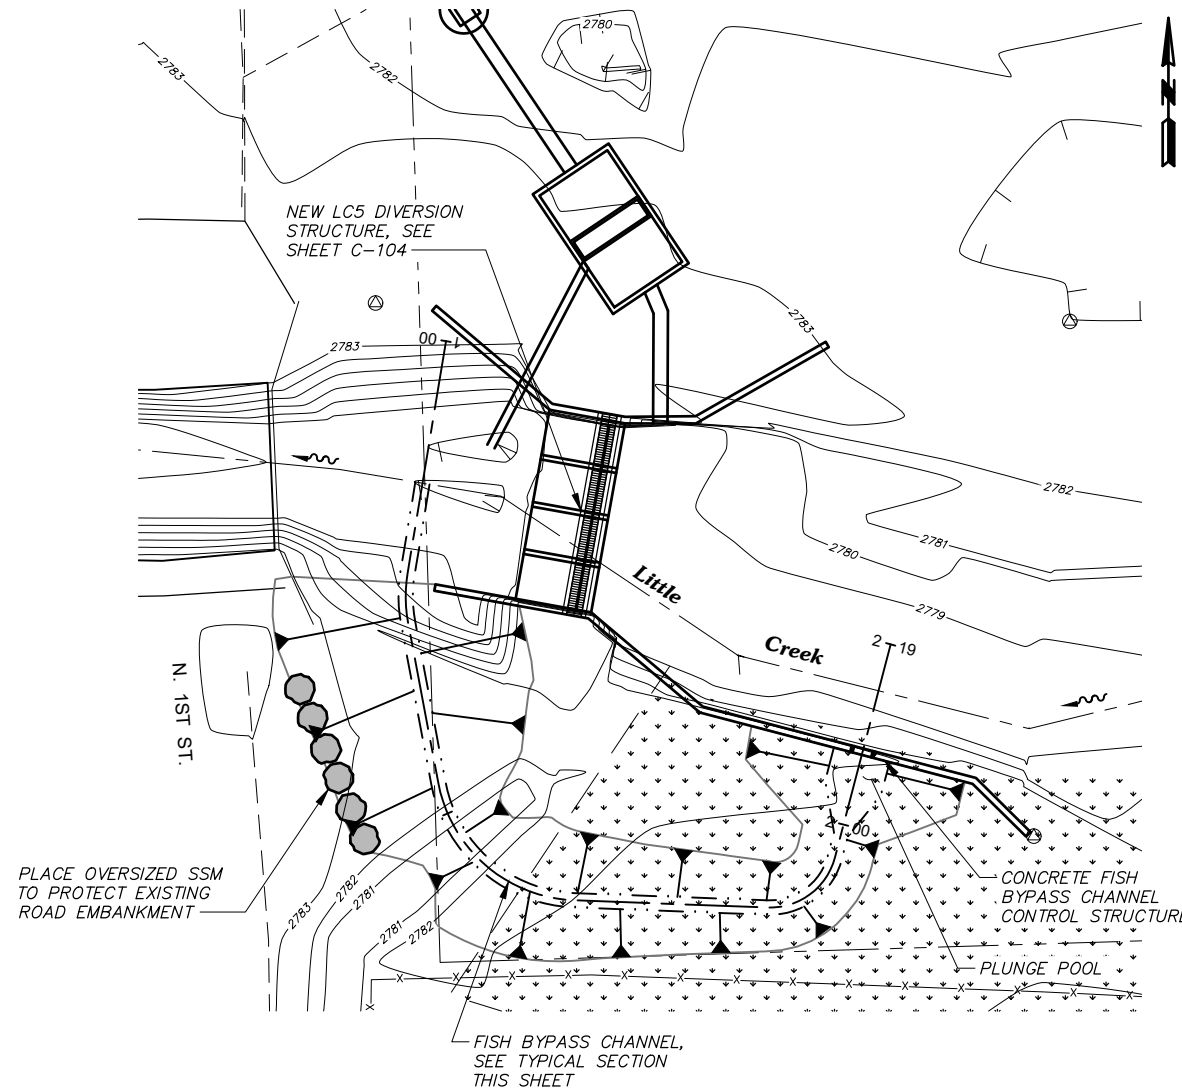 2780
N
2783
2782
NEW LC5 DIVERSION
STRUCTURE, SEE
SHEET C-104
2783
2783
1 00
2782
2781
2780
Little
Creek
2779
2 19
N. 1ST ST.
2 00
PLACE OVERSIZED SSM
TO PROTECT EXISTING
ROAD EMBANKMENT
2782
2781
2783
2781
2782
CONCRETE FISH
BYPASS CHANNEL
CONTROL STRUCTURE
PLUNGE POOL
X X X X X X X X X X X X X X X
FISH BYPASS CHANNEL,
SEE TYPICAL SECTION
THIS SHEET